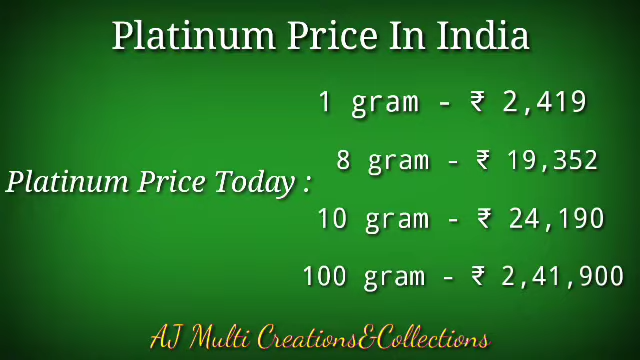 Platinum Price In India
Platinum Price Today :
1 gram - ₹ 2,419
8 gram - ₹ 19,352
10 gram - ₹ 24,190
100 gram - ₹ 2,41,900
AJ Multi Creations&Collections